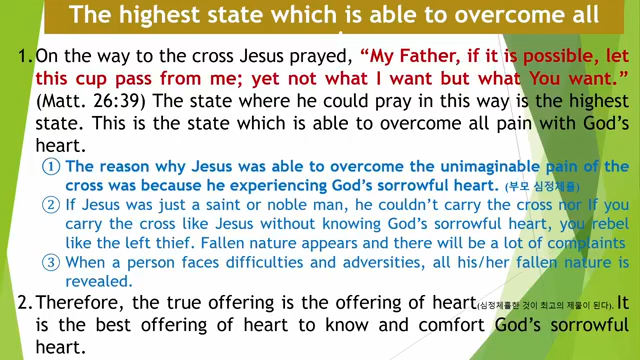 The highest state which is able to overcome all
1. On the way to the cross Jesus prayed, “My Father, if it is possible, let
this cup pass from me; yet not what I want but what You want.”
(Matt. 26:39) The state where he could pray in this way is the highest
state. This is the state which is able to overcome all pain with God’s
heart.
① The reason why Jesus was able to overcome the unimaginable pain of the
cross was because he experiencing God’s sorrowful heart. (부모 심정체휼)
② If Jesus was just a saint or noble man, he couldn’t carry the cross nor If you
carry the cross like Jesus without knowing God’s sorrowful heart, you rebel
like the left thief. Fallen nature appears and there will be a lot of complaints
③ When a person faces difficulties and adversities, all his/her fallen nature is
revealed.
2. Therefore, the true offering is the offering of heart(심정체휼한 것이 최고의 제물이 된다). It
is the best offering of heart to know and comfort God’s sorrowful
heart.